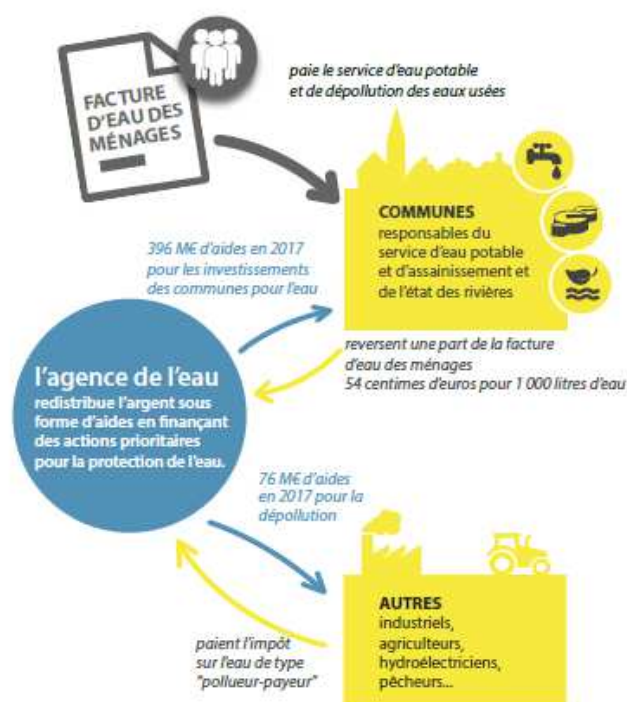 FACTURE
D'EAU DES
MÉNAGES
paie le service d'eau potable
et de dépollution des eaux usées
COMMUNES
responsables du
service d'eau potable
et d'assainissement et
de l'état des rivières
396 M€ d'aides en 2017
pour les investissements
des communes pour l'eau
reversent une part de la facture
d'eau des ménages
54 centimes d'euros pour 1 000 litres d'eau
l'agence de l'eau
redistribue l'argent sous
forme d'aides en finançant
des actions prioritaires
pour la protection de l'eau.
76 M€ d'aides
en 2017 pour la
dépollution
paient l'impôt
sur l'eau de type
"pollueur-payeur"
AUTRES
industriels,
agriculteurs,
hydroélectriciens,
pêcheurs...